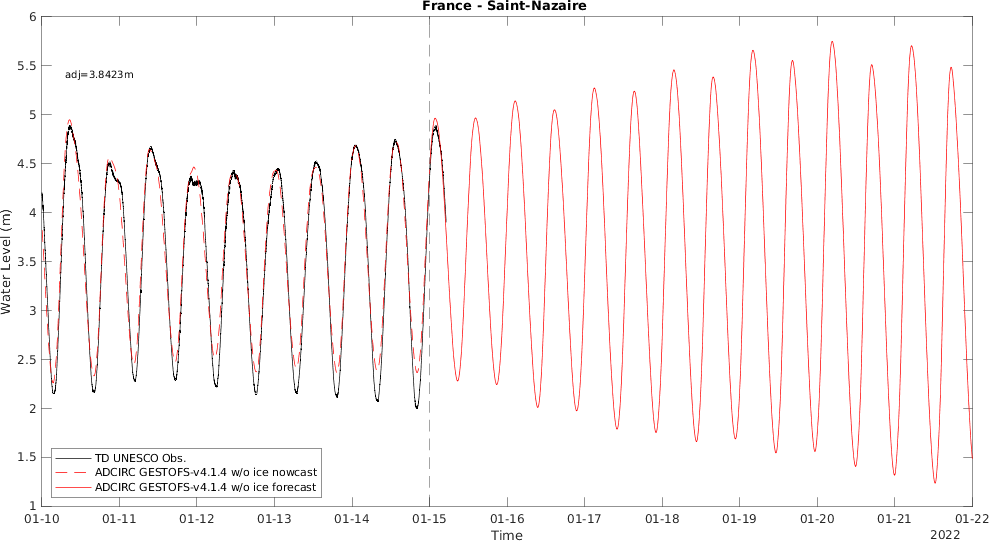 France - Saint-Nazaire
adj=3.8423m
Water Level (m)
6
5.5
5
4.5
4
3.5
3
2.5
2
1.5
1
TD UNESCO Obs.
ADCIRC GESTOFS-v4.1.4 w/o ice nowcast
ADCIRC GESTOFS-v4.1.4 w/o ice forecast
01-10 01-11 01-12 01-13 01-14 01-15 01-16 01-17 01-18 01-19 01-20 01-21 01-22
Time
2022